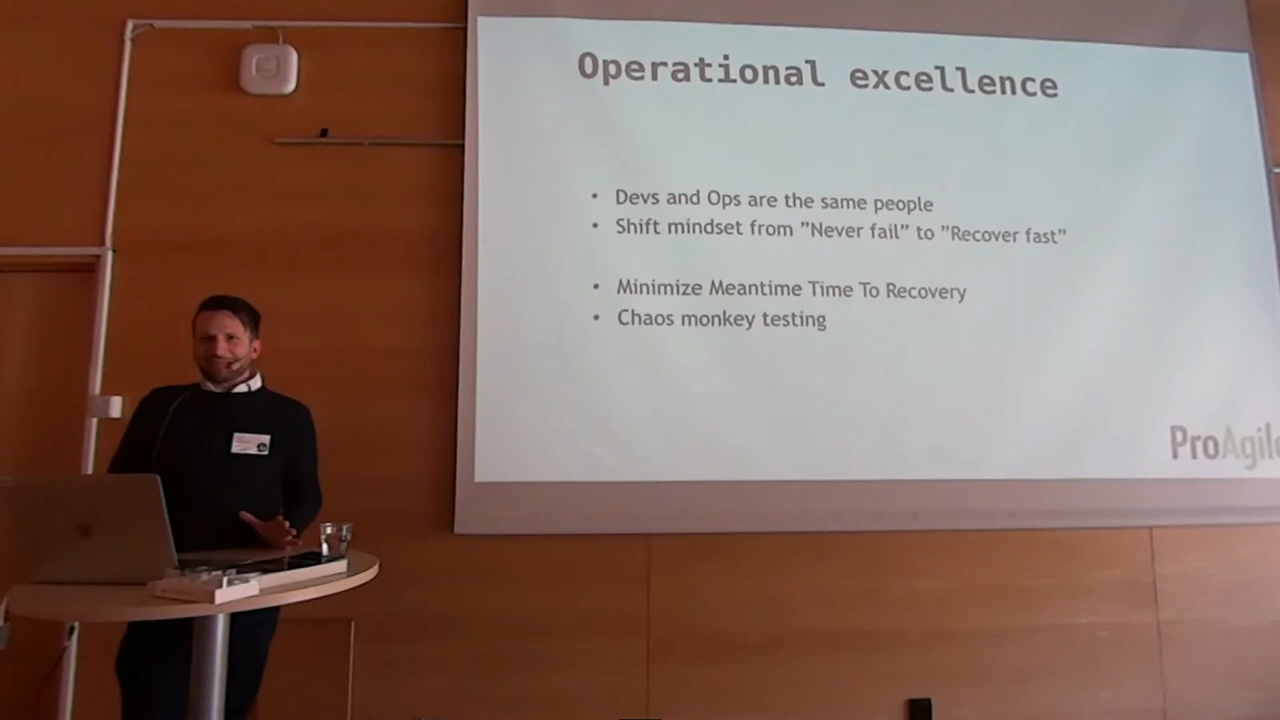 Operational excellence
• Devs and Ops are the same people
• Shift mindset from ”Never fail” to ”Recover fast”
• Minimize Meantime Time To Recovery
• Chaos monkey testing
ProAgile